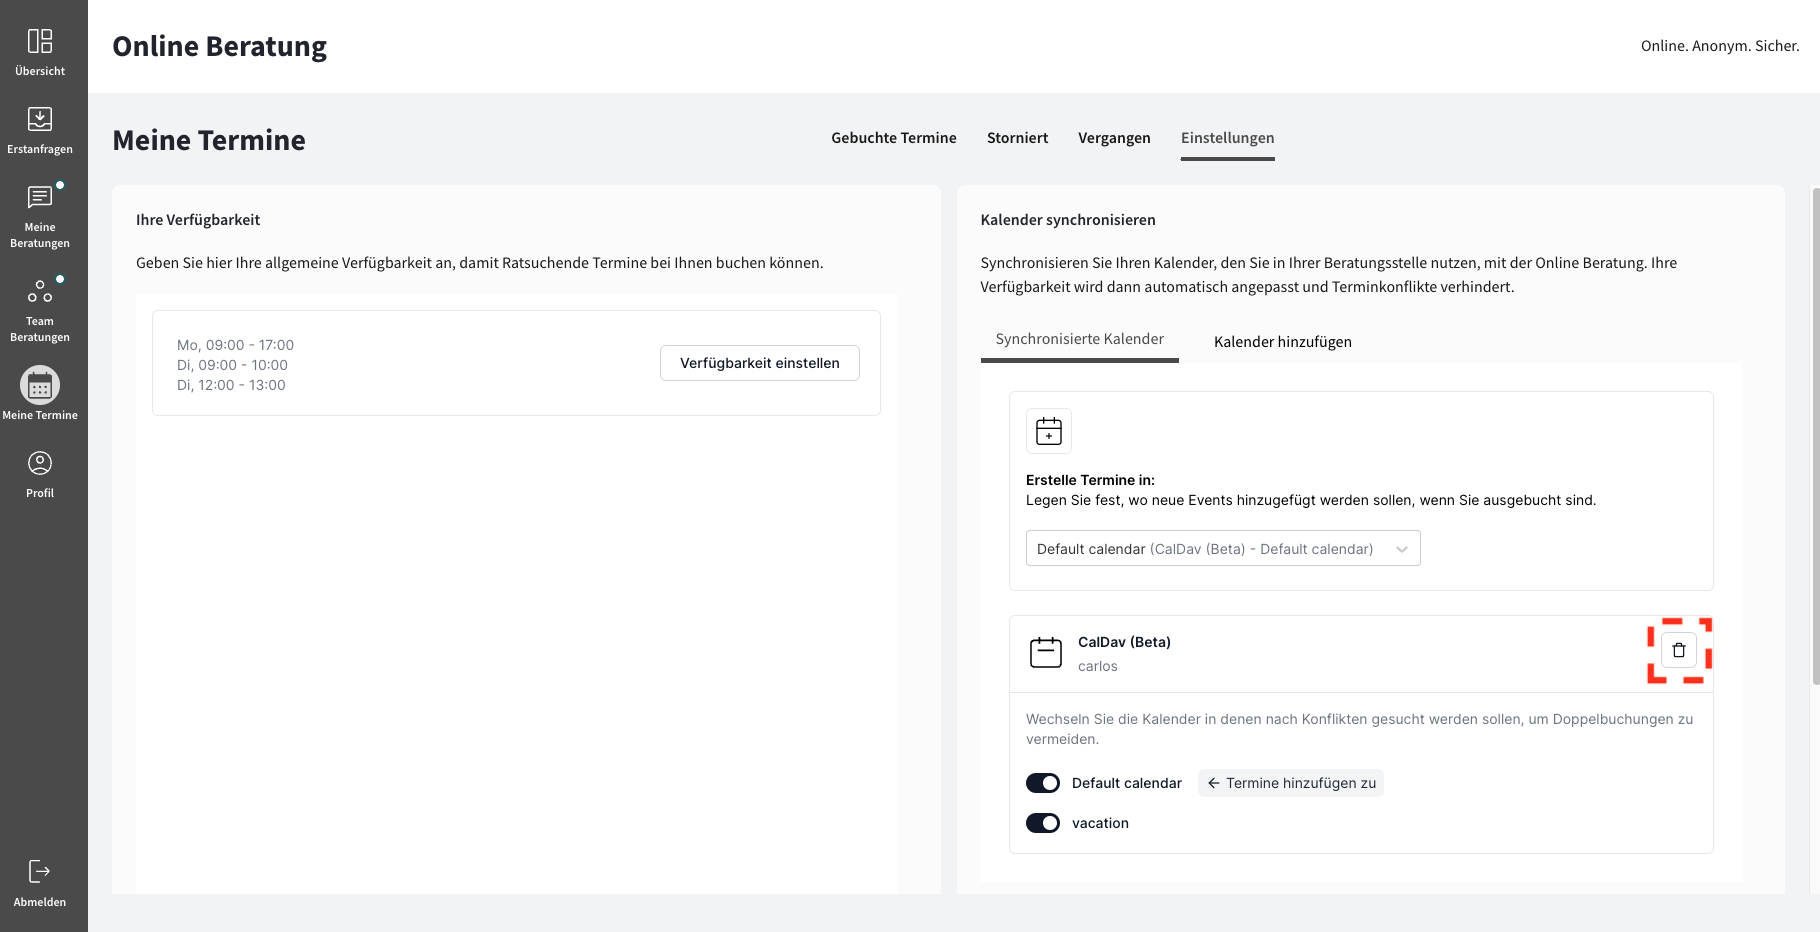 Online Beratung
Online. Anonym. Sicher.
Übersicht
Erstanfragen
Meine
Beratungen
Team
Beratungen
Meine Termine
Profil
Abmelden
Meine Termine
Gebuchte Termine
Storniert
Vergangen
Einstellungen
Ihre Verfügbarkeit
Geben Sie hier Ihre allgemeine Verfügbarkeit an, damit Ratsuchende Termine bei Ihnen buchen können.
Mo, 09:00 - 17:00
Di, 09:00 - 10:00
Di, 12:00 - 13:00
Verfügbarkeit einstellen
Kalender synchronisieren
Synchronisieren Sie Ihren Kalender, den Sie in Ihrer Beratungsstelle nutzen, mit der Online Beratung. Ihre
Verfügbarkeit wird dann automatisch angepasst und Terminkonflikte verhindert.
Synchronisierte Kalender
Kalender hinzufügen
Erstelle Termine in:
Legen Sie fest, wo neue Events hinzugefügt werden sollen, wenn Sie ausgebucht sind.
Default calendar (CalDav (Beta) - Default calendar)
CalDav (Beta)
carlos
Wechseln Sie die Kalender in denen nach Konflikten gesucht werden sollen, um Doppelbuchungen zu
vermeiden.
Default calendar
← Termine hinzufügen zu
vacation